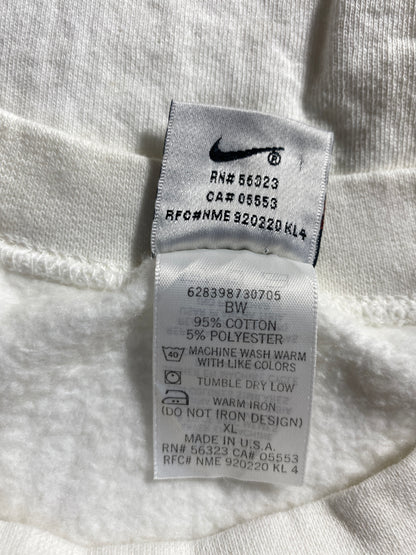 ®
RN# 56323
CA# 05553
RFC#NME 920220 KL4
628398730705
BW
95% COTTON
5% POLYESTER
40 MACHINE WASH WARM
WITH LIKE COLORS
TUMBLE DRY LOW
WARM IRON
(DO NOT IRON DESIGN)
XL
MADE IN U.S.A.
RN# 56323 CA# 05553
RFC# NME 920220 KL 4